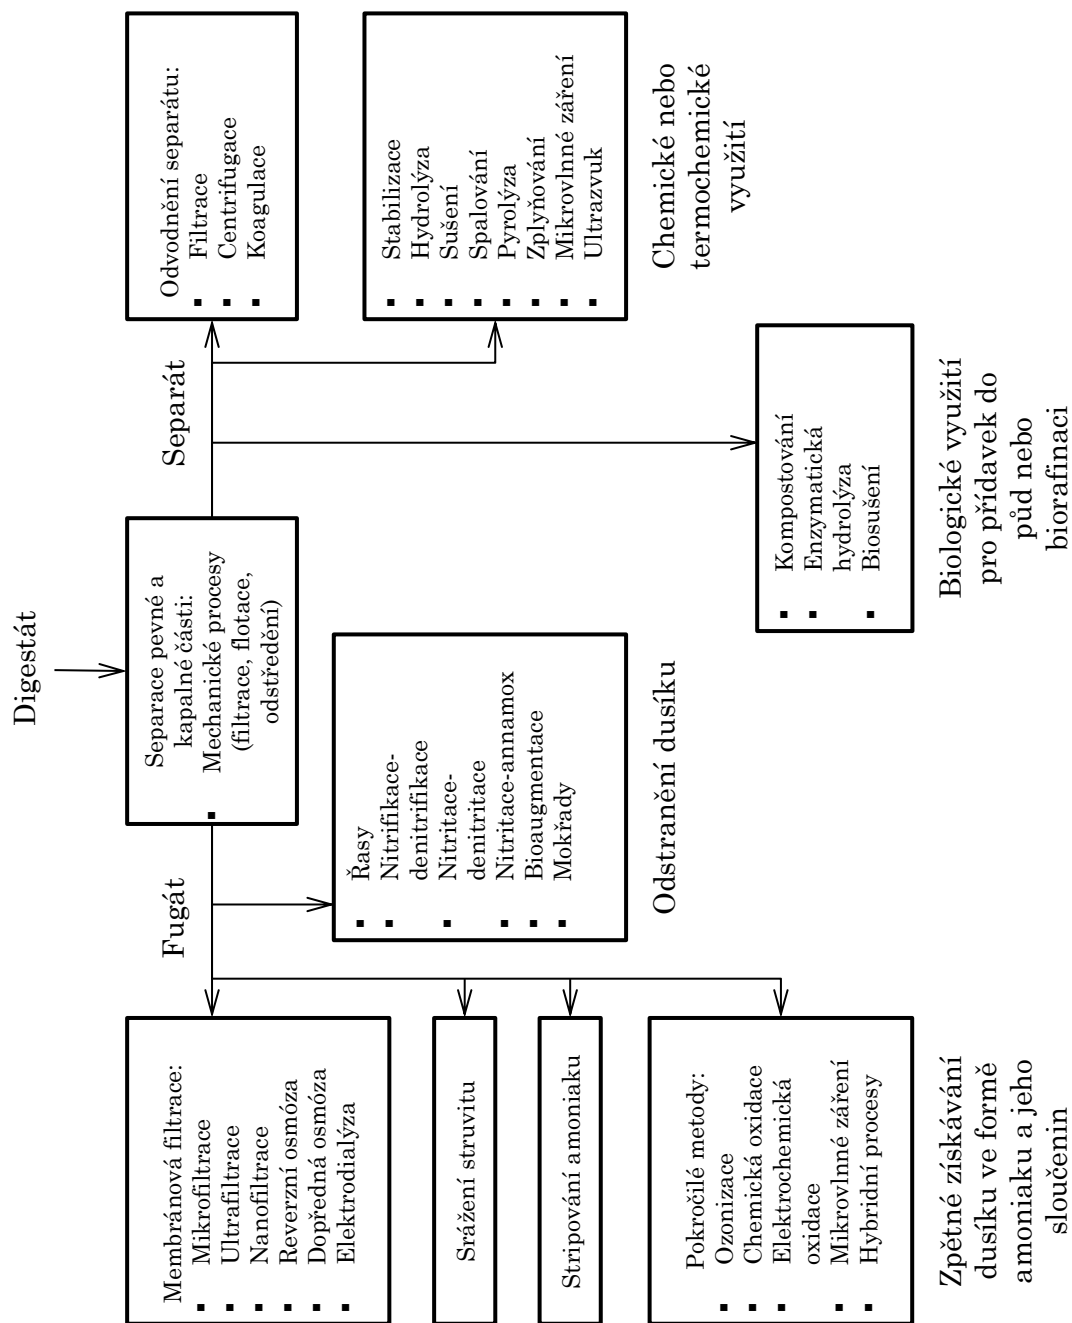 Digestát
Separace pevné a
kapalné části:
▪ Mechanické procesy
(filtrace, flotace,
odstředění)
Fugát
Separát
Membránová filtrace:
▪ Mikrofiltrace
▪ Ultrafiltrace
▪ Nanofiltrace
▪ Reverzní osmóza
▪ Dopředná osmóza
▪ Elektrodialýza
Srážení struvitu
Stripování amoniaku
Pokročilé metody:
▪ Ozonizace
▪ Chemická oxidace
▪ Elektrochemická
oxidace
▪ Mikrovlnné záření
▪ Hybridní procesy
Zpětné získávání
dusíku ve formě
amoniaku a jeho
sloučenin
▪ Řasy
▪ Nitrifikace-
denitrifikace
▪ Nitritace-
denitritace
▪ Nitritace-annamox
▪ Bioaugmentace
▪ Mokřady
Odstranění dusíku
Odvodnění separátu:
▪ Filtrace
▪ Centrifugace
▪ Koagulace
▪ Stabilizace
▪ Hydrolýza
▪ Sušení
▪ Spalování
▪ Pyrolýza
▪ Zplyňování
▪ Mikrovlnné záření
▪ Ultrazvuk
Chemické nebo
termochemické
využití
▪ Kompostování
▪ Enzymatická
hydrolýza
▪ Biosušení
Biologické využití
pro přídavek do
půd nebo
biorafinaci